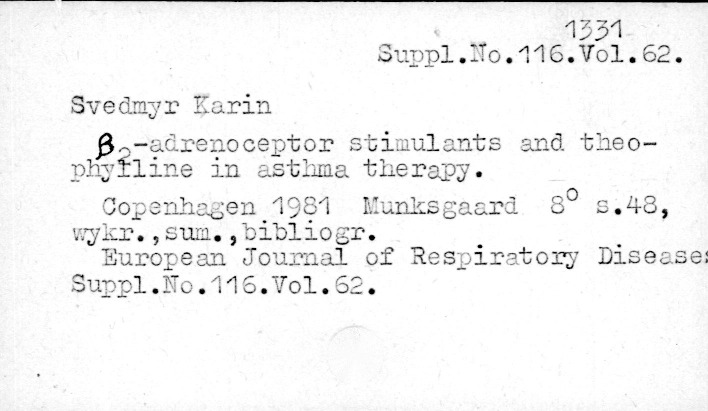 1331
Suppl.No.116.Vol.62.
Svedmyr Karin
β2-adrenoceptor stimulants and theo-
phylline in asthma therapy.
Copenhagen 1981 Munksgaard 8° s.48,
wykr.,sum.,bibliogr.
European Journal of Respiratory Diseases
Suppl.No.116.Vol.62.